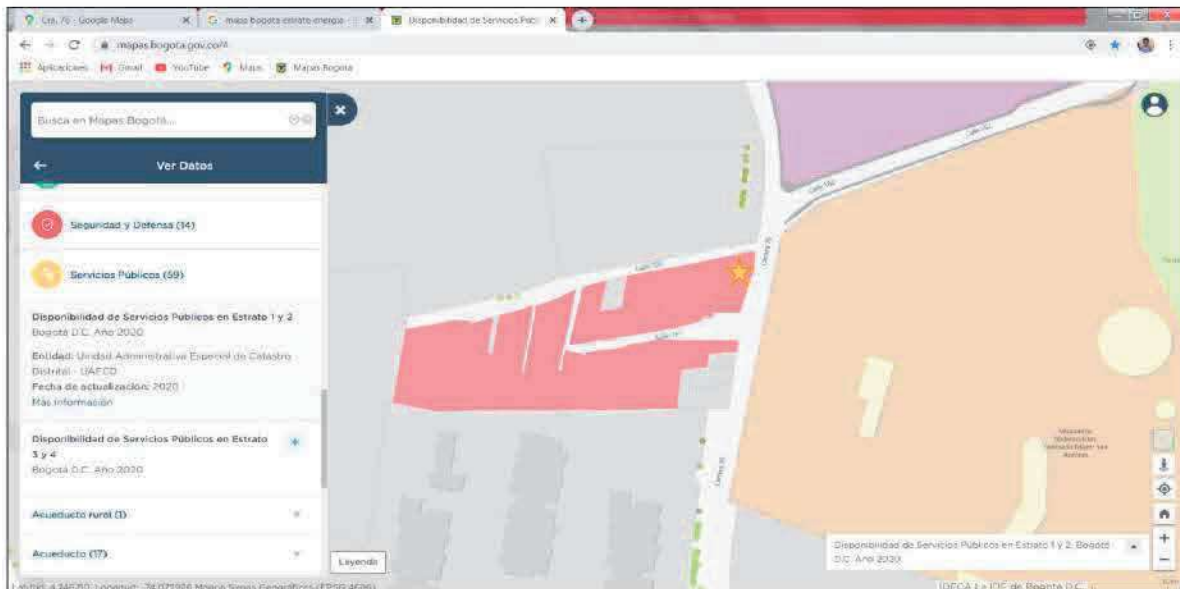 Cra. 76 - Google Maps
mapa bogota estrato energia
Disponibilidad de Servicios Públ
mapas.bogota.gov.co/#
Aplicaciones
Gmail
YouTube
Maps
Mapas Bogota
Busca en Mapas Bogotá...
Ver Datos
Seguridad y Defensa (14)
Servicios Públicos (59)
Disponibilidad de Servicios Públicos en Estrato 1 y 2
Bogotá D.C. Año 2020
Entidad: Unidad Administrativa Especial de Catastro
Distrital - UAECD
Fecha de actualización: 2020
Más información
Disponibilidad de Servicios Públicos en Estrato
3 y 4
Bogotá D.C. Año 2020
Acueducto rural (1)
Acueducto (17)
Leyenda
Disponibilidad de Servicios Públicos en Estrato 1 y 2. Bogotá
D.C. Año 2020
IDECA La IDE de Bogotá D.C.